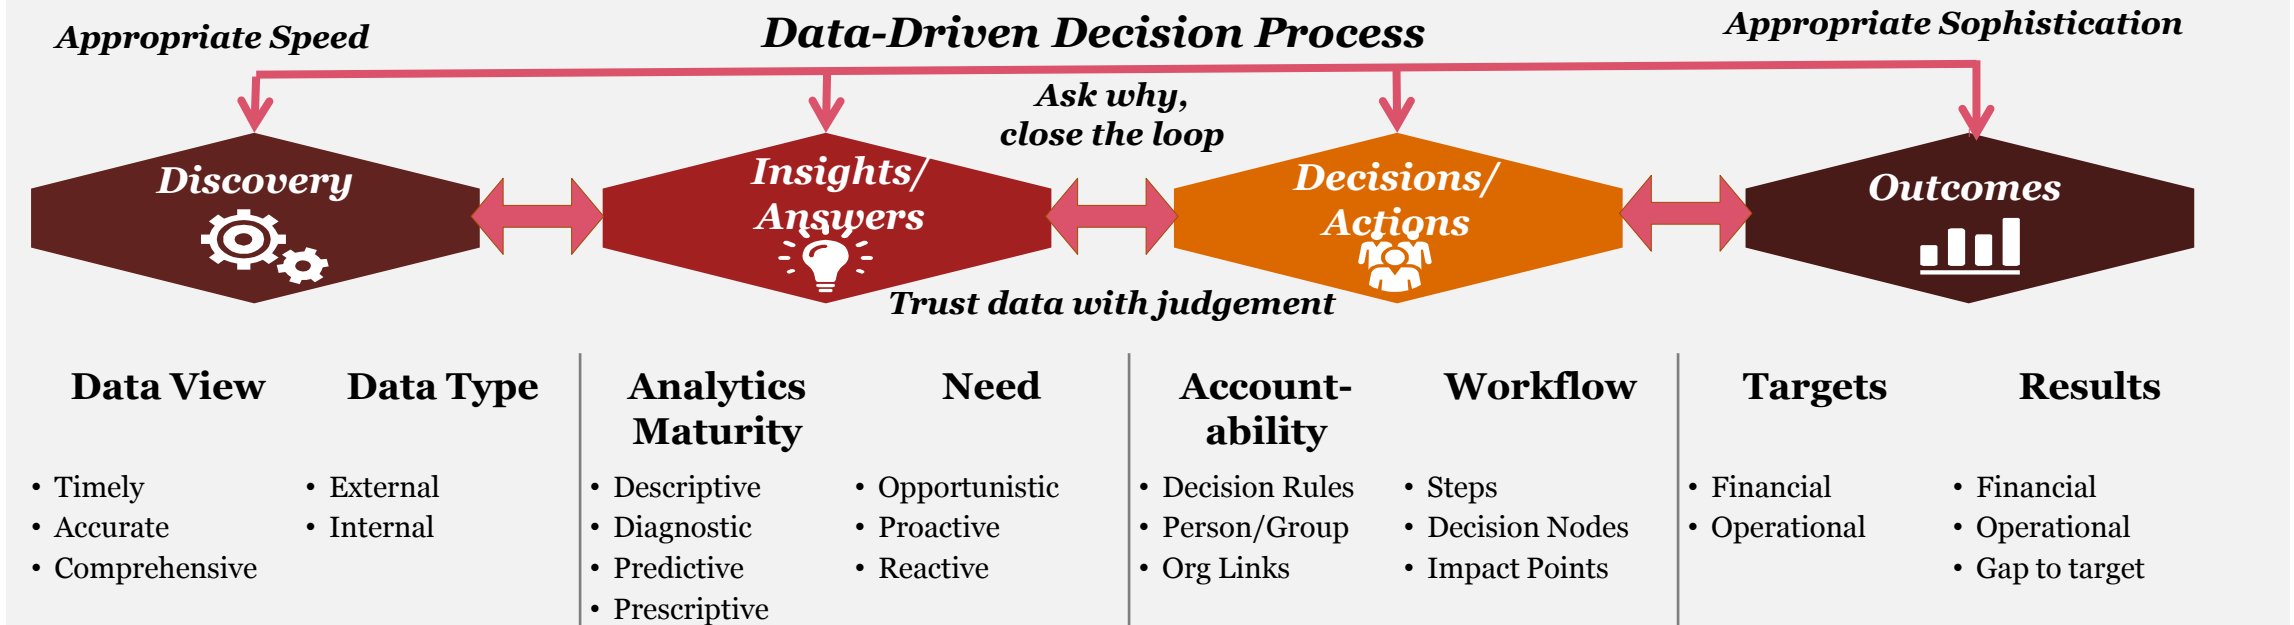 Appropriate Speed
Data-Driven Decision Process
Appropriate Sophistication
Ask why,
close the loop
Discovery
Insights/
Answers
Decisions/
Actions
Outcomes
Trust data with judgement
Data View
• Timely
• Accurate
• Comprehensive
Data Type
• External
• Internal
Analytics
Maturity
• Descriptive
• Diagnostic
• Predictive
• Prescriptive
Need
• Opportunistic
• Proactive
• Reactive
Account-
ability
• Decision Rules
• Person/Group
• Org Links
Workflow
• Steps
• Decision Nodes
• Impact Points
Targets
• Financial
• Operational
Results
• Financial
• Operational
• Gap to target